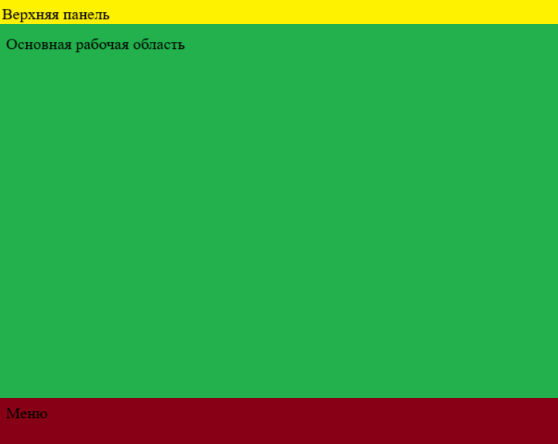 Верхняя панель
Основная рабочая область
Меню